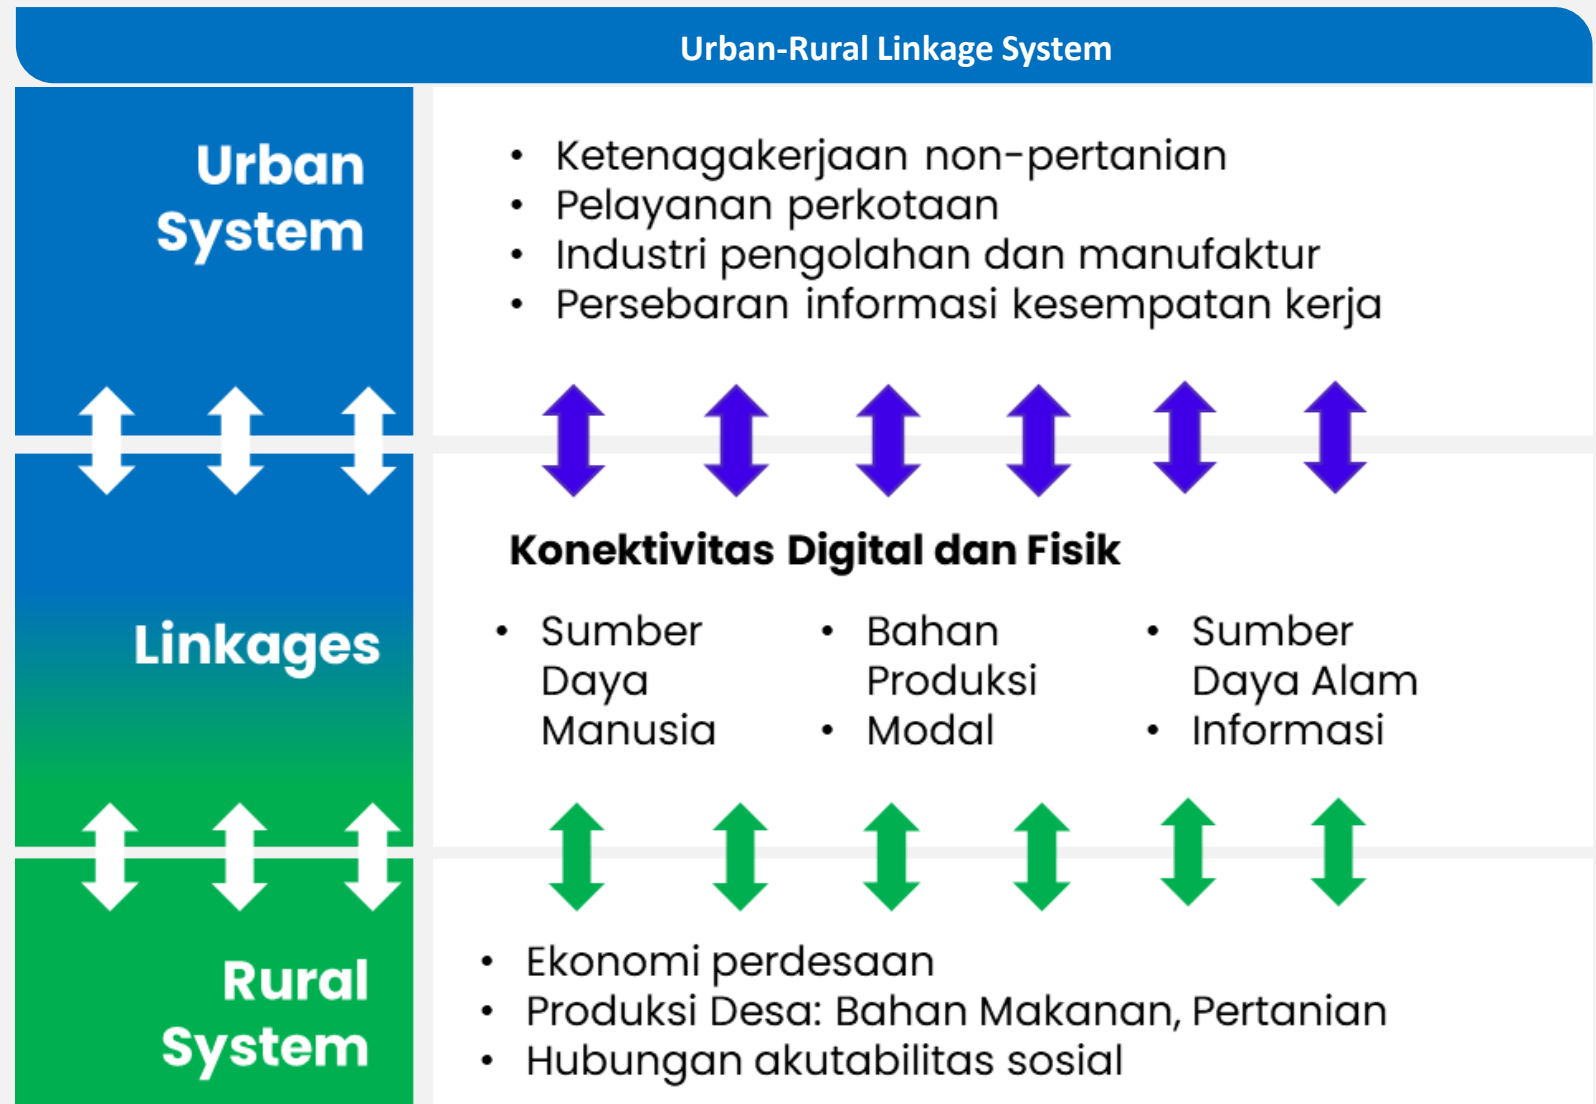 Urban-Rural Linkage System
Urban
System
• Ketenagakerjaan non-pertanian
• Pelayanan perkotaan
• Industri pengolahan dan manufaktur
• Persebaran informasi kesempatan kerja
Linkages
Konektivitas Digital dan Fisik
• Sumber
Daya
Manusia
• Bahan
Produksi
• Modal
• Sumber
Daya Alam
• Informasi
Rural
System
• Ekonomi perdesaan
• Produksi Desa: Bahan Makanan, Pertanian
• Hubungan akutabilitas sosial